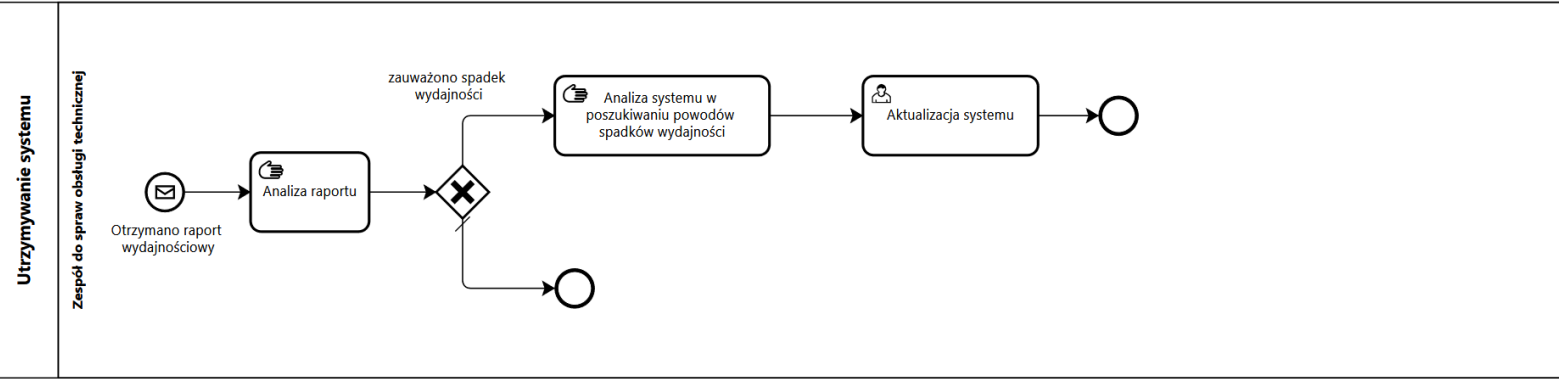 Utrzymywanie systemu
Zespół do spraw obsługi technicznej
Otrzymano raport
wydajnościowy
Analiza raportu
zauważono spadek
wydajności
Analiza systemu w
poszukiwaniu powodów
spadków wydajności
Aktualizacja systemu